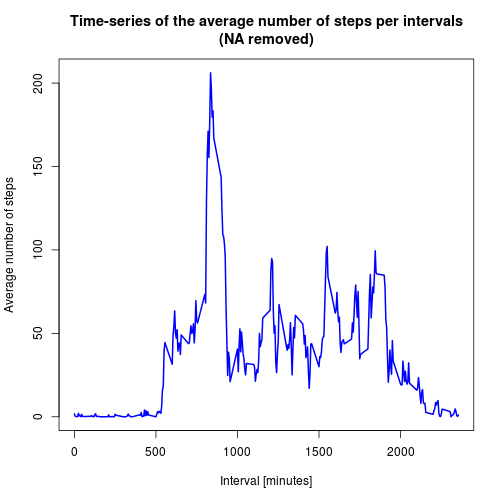 Time-series of the average number of steps per intervals
(NA removed)
Average number of steps
200
150
100
50
0
0
500
1000
1500
2000
Interval [minutes]